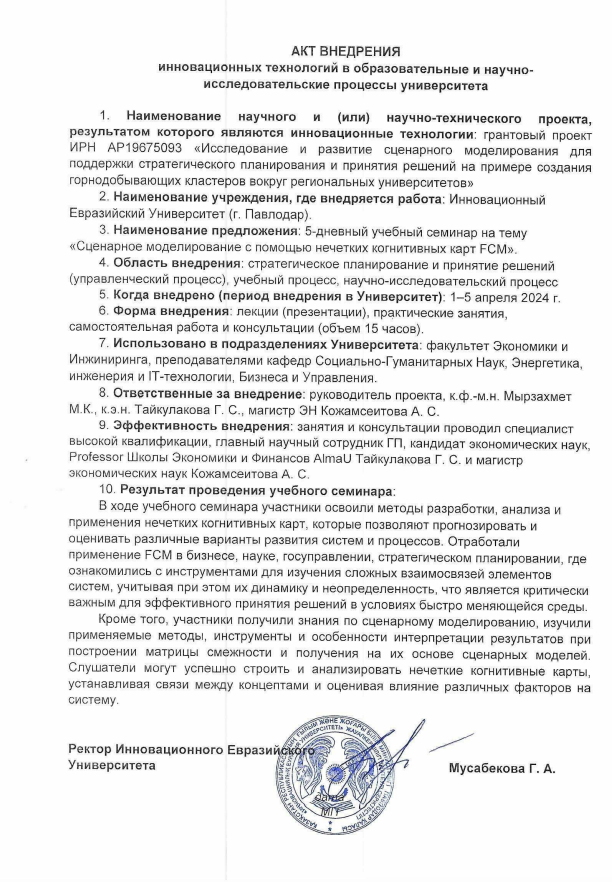 АКТ ВНЕДРЕНИЯ
инновационных технологий в образовательные и научно-
исследовательские процессы университета
1. Наименование научного и (или) научно-технического проекта,
результатом которого являются инновационные технологии: грантовый проект
ИРН AP19675093 «Исследование и развитие сценарного моделирования для
поддержки стратегического планирования и принятия решений на примере создания
горнодобывающих кластеров вокруг региональных университетов»
2. Наименование учреждения, где внедряется работа: Инновационный
Евразийский Университет (г. Павлодар).
3. Наименование предложения: 5-дневный учебный семинар на тему
«Сценарное моделирование с помощью нечетких когнитивных карт FCM».
4. Область внедрения: стратегическое планирование и принятие решений
(управленческий процесс), учебный процесс, научно-исследовательский процесс
5. Когда внедрено (период внедрения в Университет): 1–5 апреля 2024 г.
6. Форма внедрения: лекции (презентации), практические занятия,
самостоятельная работа и консультации (объем 15 часов).
7. Использовано в подразделениях Университета: факультет Экономики и
Инжиниринга, преподавателями кафедр Социально-Гуманитарных Наук, Энергетика,
инженерия и IT-технологии, Бизнеса и Управления.
8. Ответственные за внедрение: руководитель проекта, к.ф.-м.н. Мырзахмет
М.К., к.э.н. Тайкулакова Г. С., магистр ЭН Кожамсеитова А. С.
9. Эффективность внедрения: занятия и консультации проводил специалист
высокой квалификации, главный научный сотрудник ГП, кандидат экономических наук,
Professor Школы Экономики и Финансов AlmaU Тайкулакова Г. С. и магистр
экономических наук Кожамсеитова А. С.
10. Результат проведения учебного семинара:
В ходе учебного семинара участники освоили методы разработки, анализа и
применения нечетких когнитивных карт, которые позволяют прогнозировать и
оценивать различные варианты развития систем и процессов. Отработали
применение FCM в бизнесе, науке, госуправлении, стратегическом планировании, где
ознакомились с инструментами для изучения сложных взаимосвязей элементов
систем, учитывая при этом их динамику и неопределенность, что является критически
важным для эффективного принятия решений в условиях быстро меняющейся среды.
Кроме того, участники получили знания по сценарному моделированию, изучили
применяемые методы, инструменты и особенности интерпретации результатов при
построении матрицы смежности и получения на их основе сценарных моделей.
Слушатели могут успешно строить и анализировать нечеткие когнитивные карты,
устанавливая связи между концептами и оценивая влияние различных факторов на
систему.
Ректор Инновационного Евразийского
Университета
Мусабекова Г. А.
дата
МП